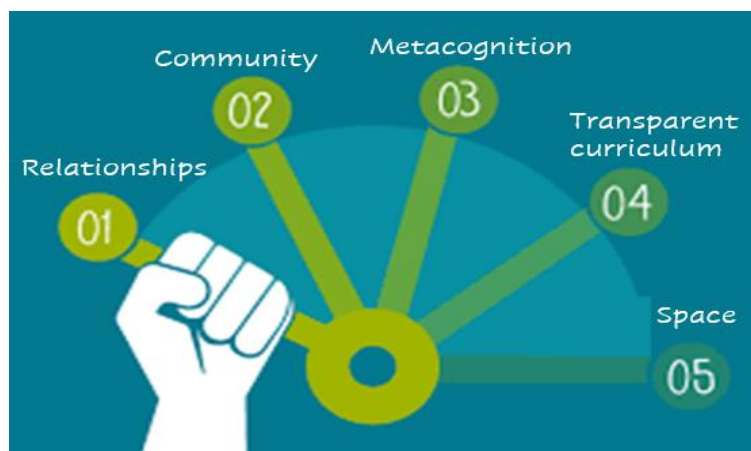 Relationships
01
Community
02
Metacognition
03
Transparent
curriculum
04
Space
05